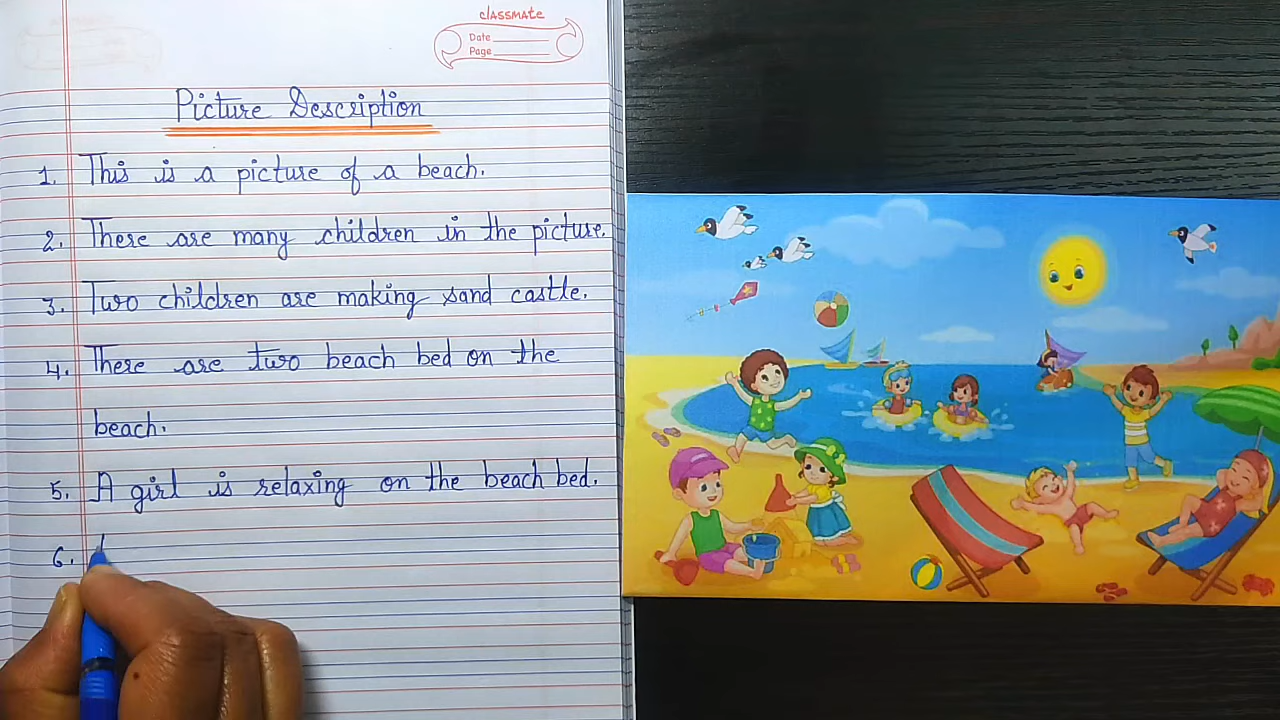 classmate
Date
Page
Picture Description
1. This is a picture of a beach.
2. There are many children in the picture.
3. Two children are making sand castle.
4. There are two beach bed on the
beach.
5. A girl is relaxing on the beach bed.
6.